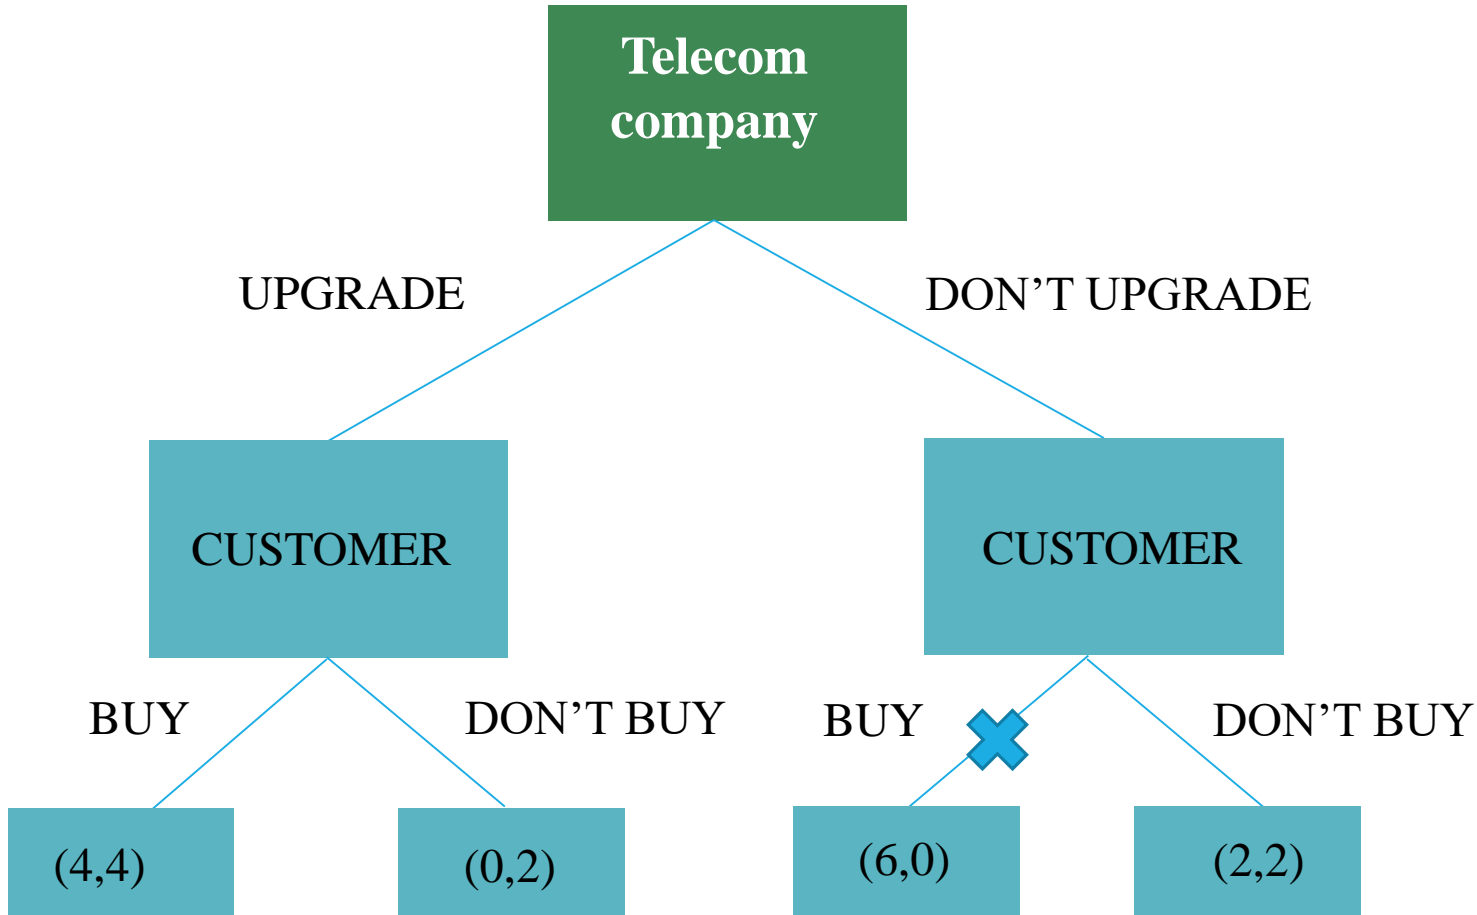 Telecom
company
UPGRADE
DON’T UPGRADE
CUSTOMER
CUSTOMER
BUY
DON’T BUY
BUY
DON’T BUY
(4,4)
(0,2)
(6,0)
(2,2)